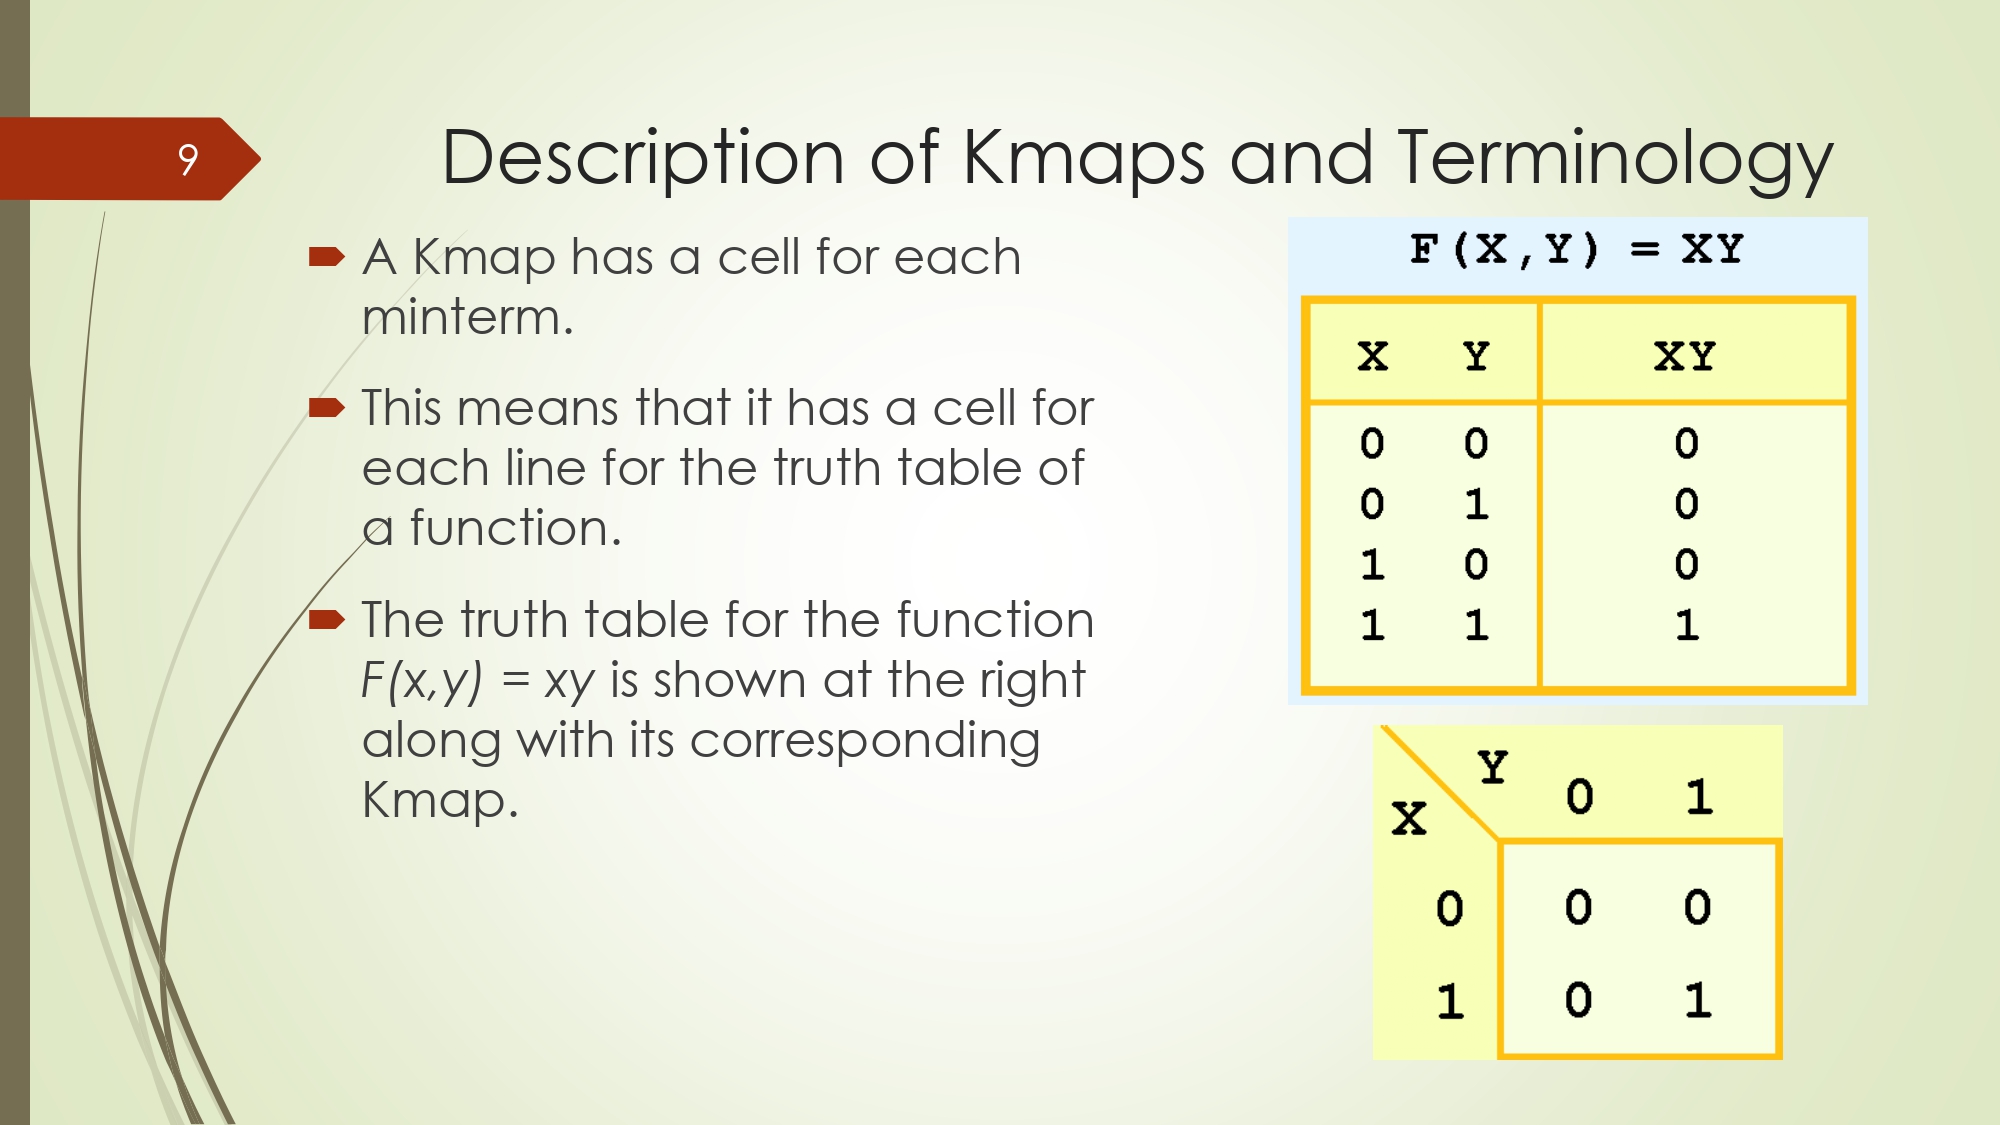 9
Description of Kmaps and Terminology
A Kmap has a cell for each
minterm.
This means that it has a cell for
each line for the truth table of
a function.
The truth table for the function
F(x,y) = xy is shown at the right
along with its corresponding
Kmap.
F(X,Y) = XY
X Y XY
0 0 0
0 1 0
1 0 0
1 1 1
Y
X 0 1
0 0 0
1 0 1